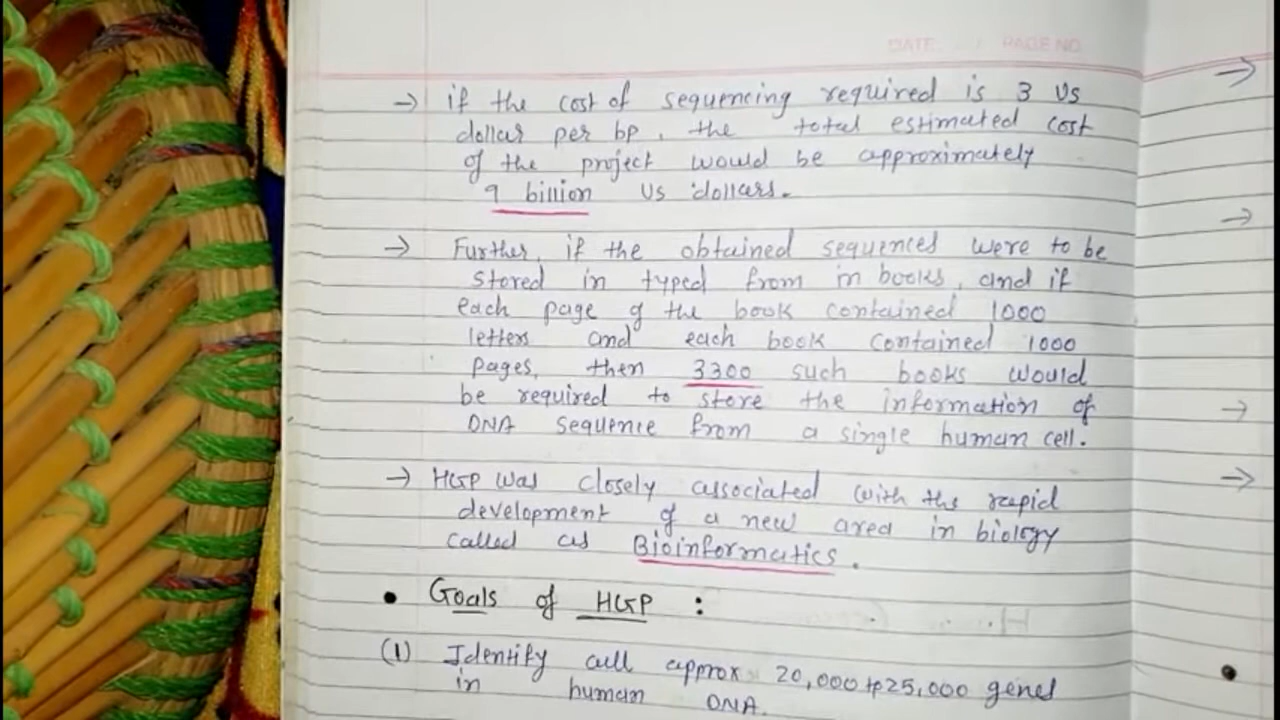 DATE: / / PAGE NO.
→ if the cost of sequencing required is 3 US
dollar per bp, the total estimated cost
of the project would be approximately
9 billion US dollars.
→ Further, if the obtained sequences were to be
stored in typed from in books, and if
each page of the book contained 1000
letters and each book contained 1000
pages, then 3300 such books would
be required to store the information of
DNA sequence from a single human cell.
→ HGP was closely associated with the rapid
development of a new area in biology
called as Bioinformatics.
• Goals of HGP :
(1) Identify all approx 20,000 to 25,000 genes
in human DNA.
→
→
→
→
•